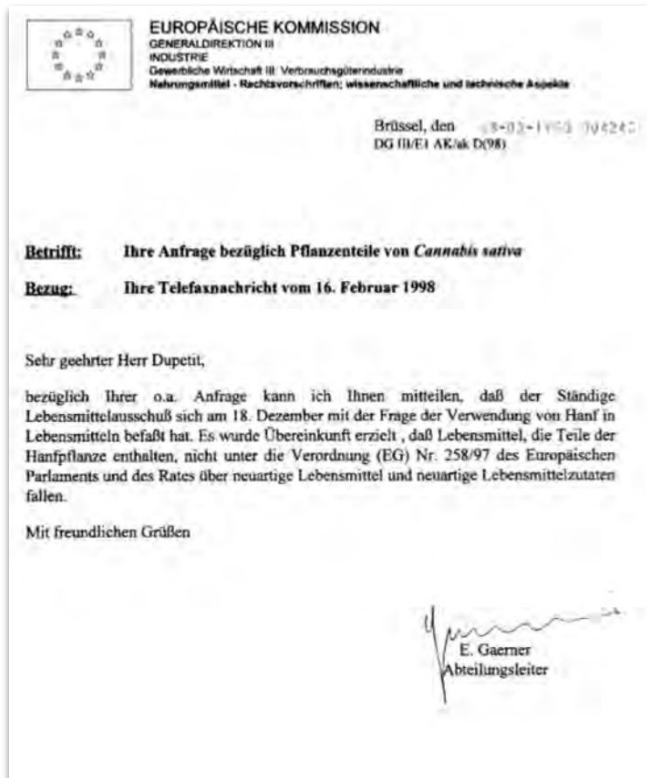 EUROPÄISCHE KOMMISSION
GENERALDIREKTION III
INDUSTRIE
Gewerbliche Wirtschaft III: Verbrauchsgüterindustrie
Nahrungsmittel - Rechtsvorschriften; wissenschaftliche und technische Aspekte
Brüssel, den
DG III/E1 AK/ak D(98)
Betrifft: Ihre Anfrage bezüglich Pflanzenteile von Cannabis sativa
Bezug: Ihre Telefaxnachricht vom 16. Februar 1998
Sehr geehrter Herr Dupetit,
bezüglich Ihrer o.a. Anfrage kann ich Ihnen mitteilen, daß der Ständige
Lebensmittelausschuß sich am 18. Dezember mit der Frage der Verwendung von Hanf in
Lebensmitteln befaßt hat. Es wurde Übereinkunft erzielt , daß Lebensmittel, die Teile der
Hanfpflanze enthalten, nicht unter die Verordnung (EG) Nr. 258/97 des Europäischen
Parlaments und des Rates über neuartige Lebensmittel und neuartige Lebensmittelzutaten
fallen.
Mit freundlichen Grüßen
E. Gaerner
Abteilungsleiter